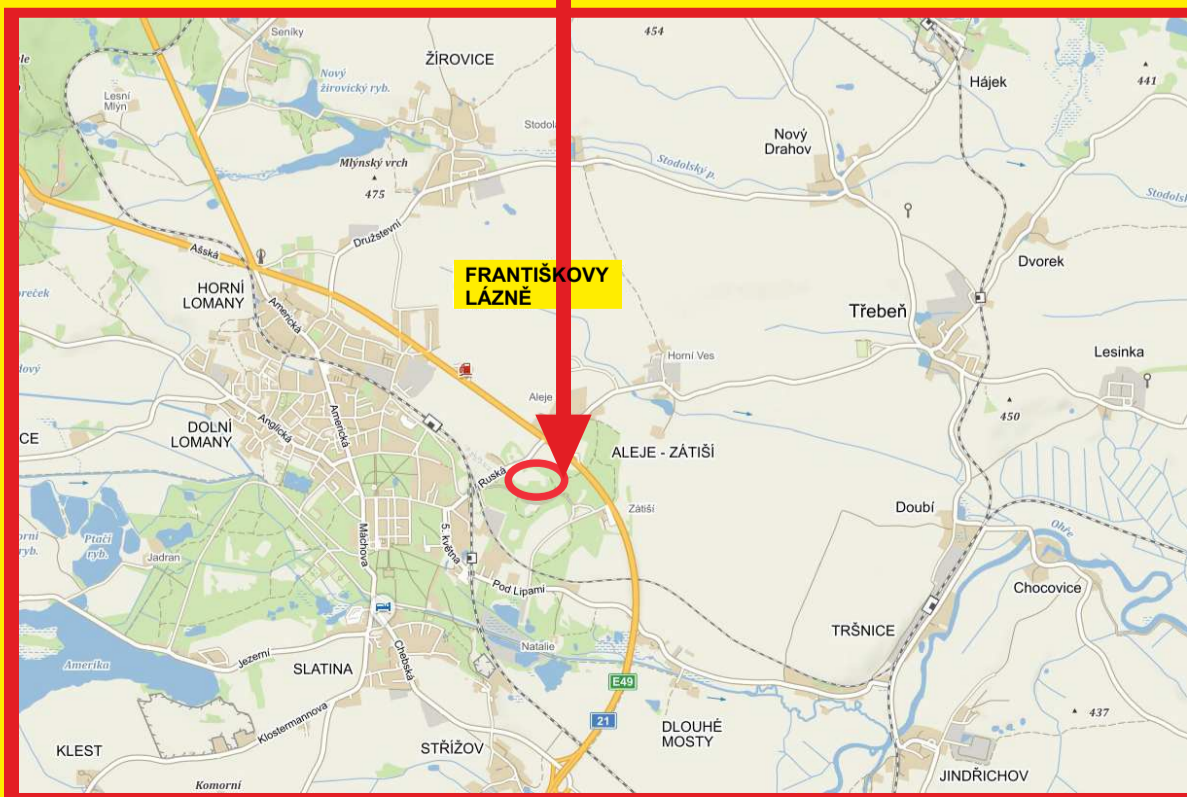 Seníky
454
ŽÍROVICE
Hájek
441
Nový
žírovický ryb.
Lesní
Mlýn
Nový
Drahov
Mlýnský vrch
475
Stodolský p.
Družstevní
Ašská
Dvorek
FRANTIŠKOVY
LÁZNĚ
HORNÍ
LOMANY
Americká
Třebeň
Horní Ves
Lesinka
Aleje
450
DOLNÍ
LOMANY
Anglická
Americká
ALEJE - ZÁTIŠÍ
Ruská
Zátiší
Doubí
Ohře
Ptačí
ryb.
Jadran
Máchova
5. května
Pod Lipami
Chocovice
TRŠNICE
Natalie
Amerika
Jezerní
SLATINA
Chebská
E49
21
Klostermannova
DLOUHÉ
MOSTY
437
KLEST
STŘÍŽOV
JINDŘICHOV
Komorní